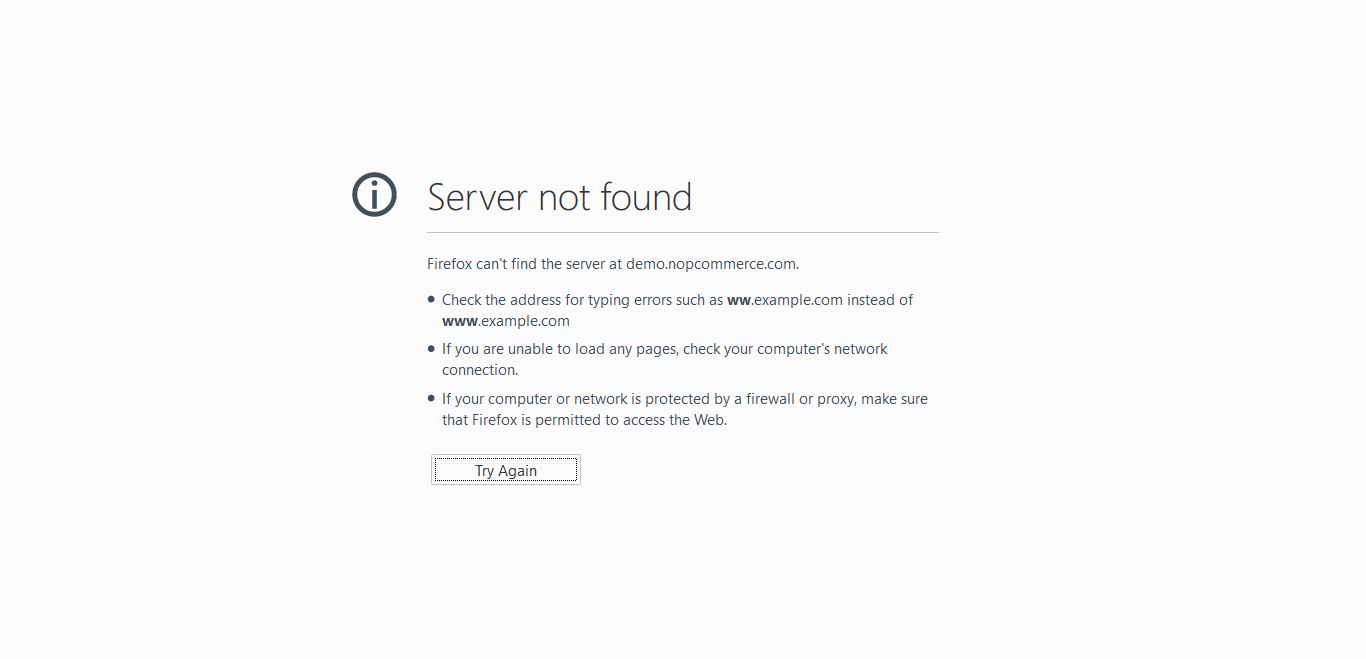 Server not found
Firefox can't find the server at demo.nopcommerce.com.
Check the address for typing errors such as ww.example.com instead of
www.example.com
If you are unable to load any pages, check your computer's network
connection.
If your computer or network is protected by a firewall or proxy, make sure
that Firefox is permitted to access the Web.
Try Again